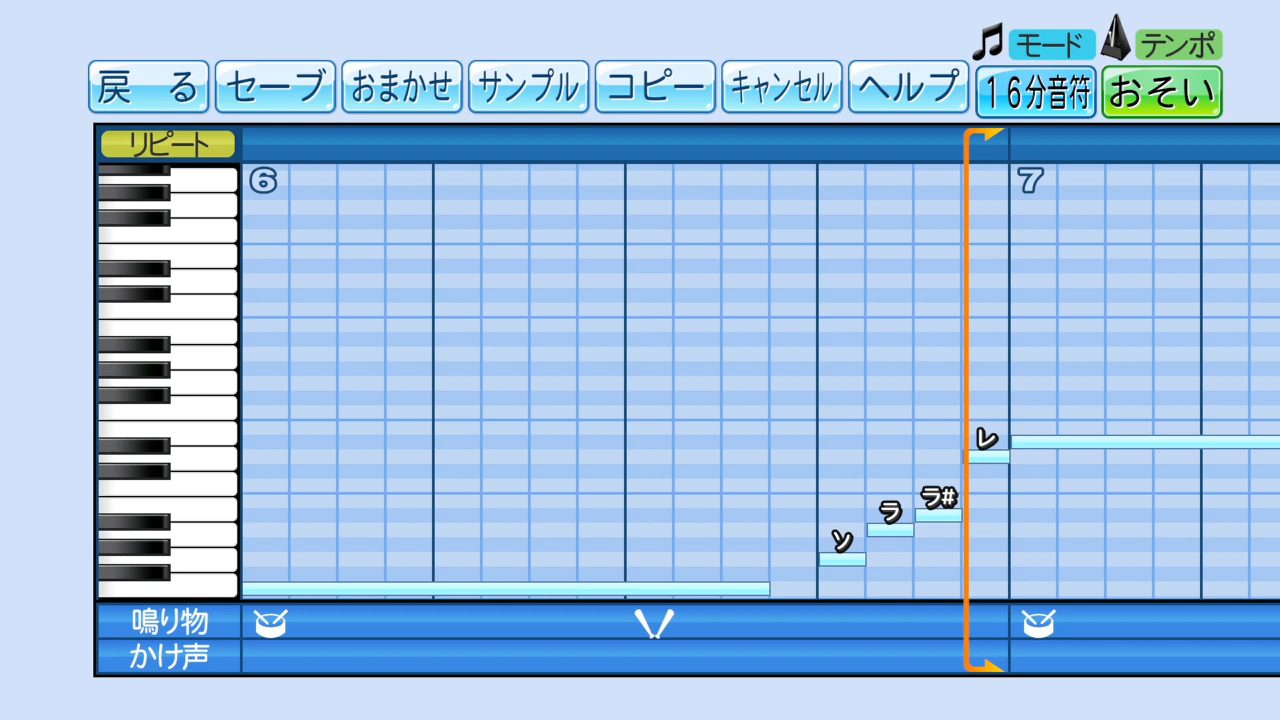 モード テンポ
戻る セーブ おまかせ サンプル コピー キャンセル ヘルプ 16分音符 おそい
リピート
6 7
レ
ラ#
ラ
ソ
鳴り物
かけ声